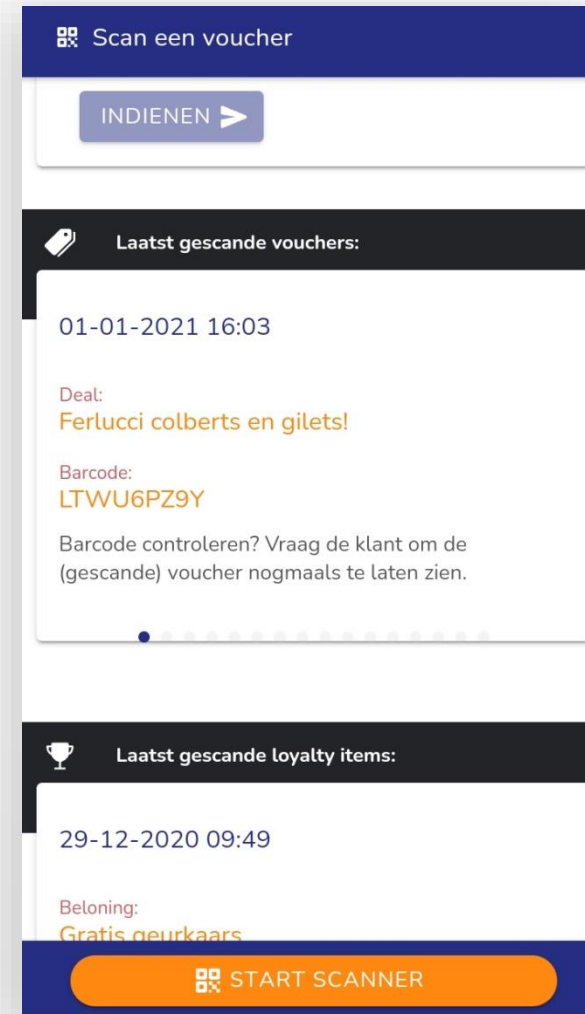 Scan een voucher
INDIENEN
Laatst gescande vouchers:
01-01-2021 16:03
Deal:
Ferlucci colberts en gilets!
Barcode:
LTWU6PZ9Y
Barcode controleren? Vraag de klant om de
(gescande) voucher nogmaals te laten zien.
Laatst gescande loyalty items:
29-12-2020 09:49
Beloning:
Gratis geurkaars
START SCANNER